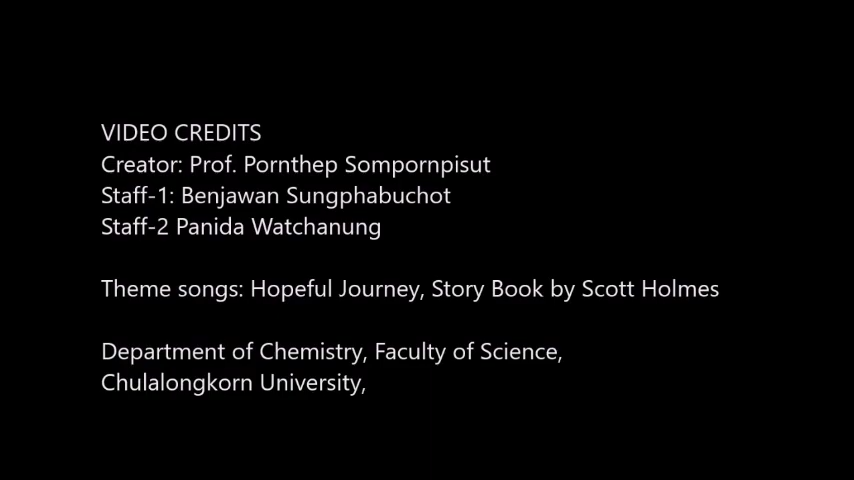 VIDEO CREDITS
Creator: Prof. Pornthep Sompornpisut
Staff-1: Benjawan Sungphabuchot
Staff-2 Panida Watchanung
Theme songs: Hopeful Journey, Story Book by Scott Holmes
Department of Chemistry, Faculty of Science,
Chulalongkorn University,